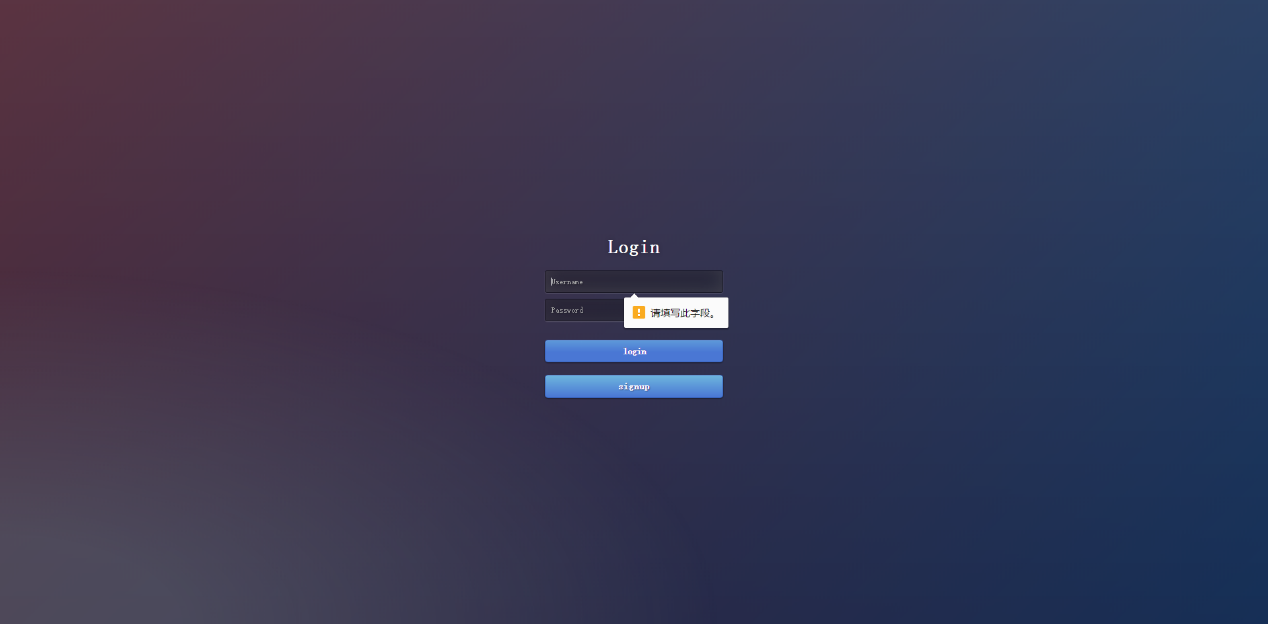 Login
Username
Password
请填写此字段。
login
signup